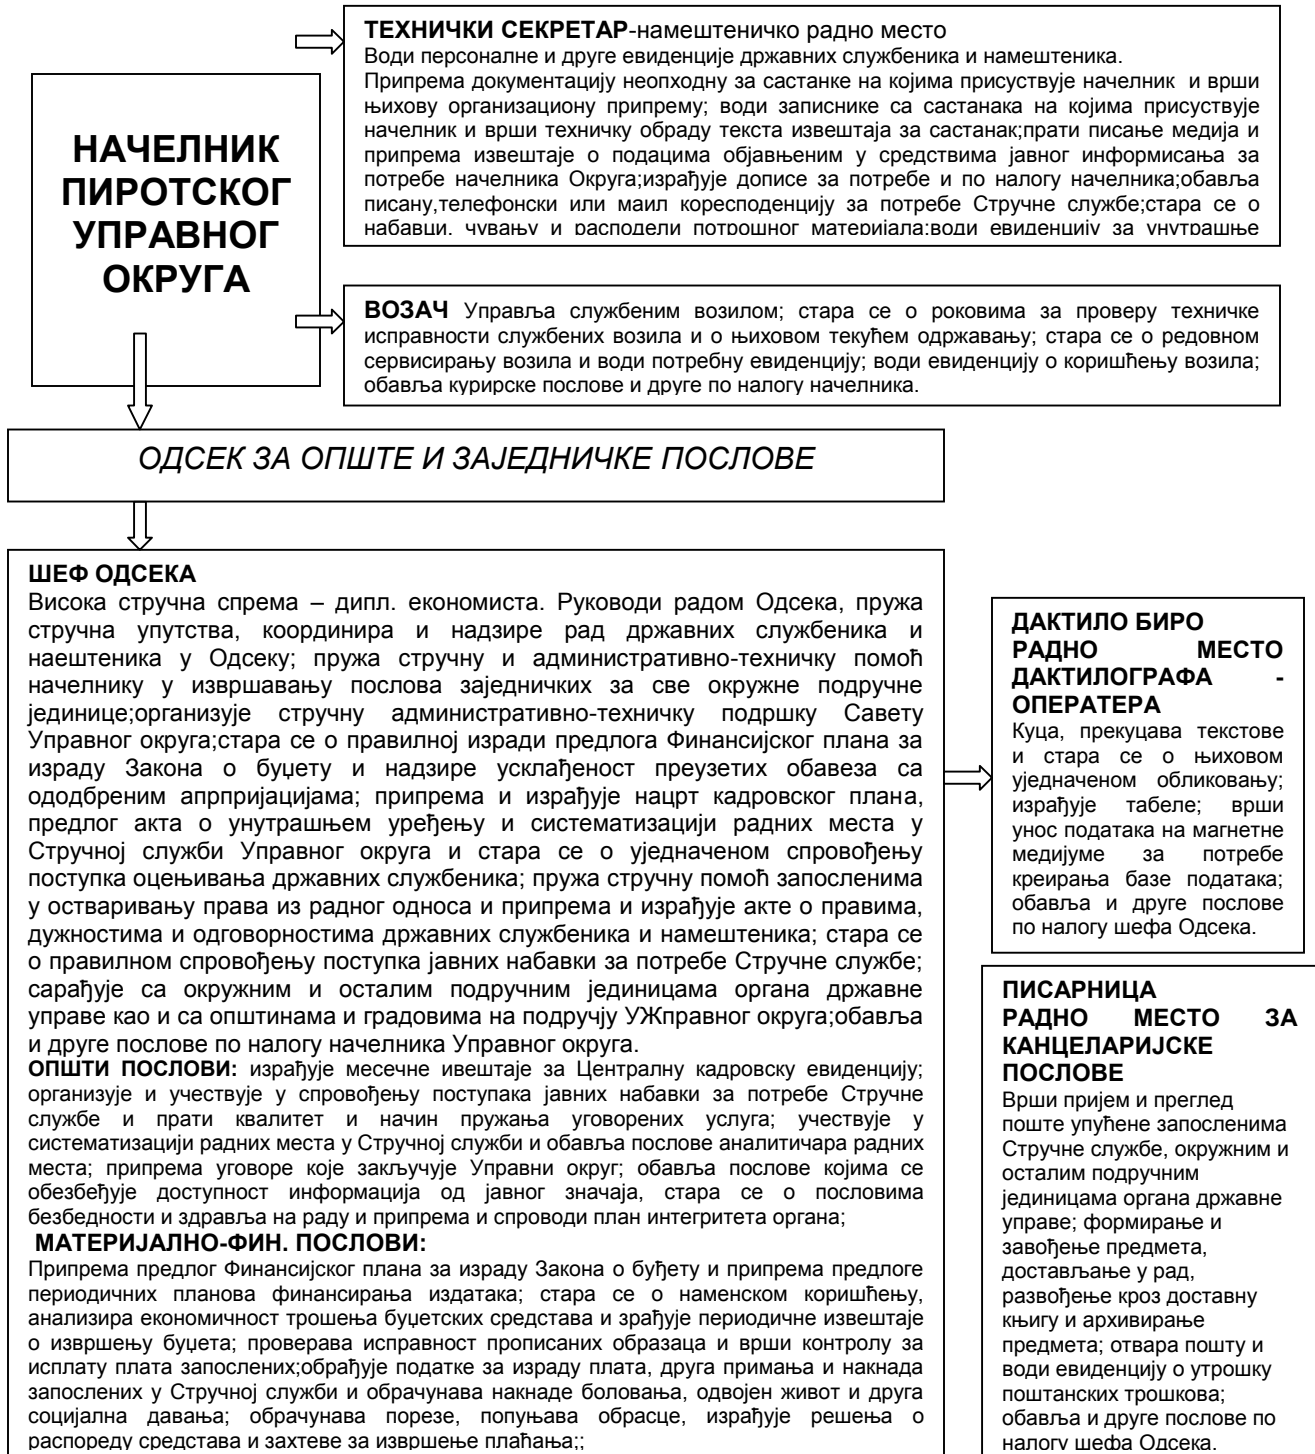 НАЧЕЛНИК
ПИРОТСКОГ
УПРАВНОГ
ОКРУГА
ТЕХНИЧКИ СЕКРЕТАР-намештеничко радно место
Води персоналне и друге евиденције државних службеника и намештеника.
Припрема документацију неопходну за састанке на којима присуствује начелник и врши
њихову организациону припрему; води записнике са састанака на којима присуствује
начелник и врши техничку обраду текста извештаја за састанак;прати писање медија и
припрема извештаје о подацима објавњеним у средствима јавног информисања за
потребе начелника Округа;израђује дописе за потребе и по налогу начелника;обавља
писану,телефонски или маил коресподенцију за потребе Стручне службе;стара се о
набавци, чувању и расподели потрошног материјала;води евиденцију за унутрашње
ВОЗАЧ Управља службеним возилом; стара се о роковима за проверу техничке
исправности службених возила и о њиховом текућем одржавању; стара се о редовном
сервисирању возила и води потребну евиденцију; води евиденцију о коришћењу возила;
обавља курирске послове и друге по налогу начелника.
ОДСЕК ЗА ОПШТЕ И ЗАЈЕДНИЧКЕ ПОСЛОВЕ
ШЕФ ОДСЕКА
Висока стручна спрема – дипл. економиста. Руководи радом Одсека, пружа
стручна упутства, координира и надзире рад државних службеника и
наештеника у Одсеку; пружа стручну и административно-техничку помоћ
начелнику у извршавању послова заједничких за све окружне подручне
јединице;организује стручну административно-техничку подршку Савету
Управног округа;стара се о правилној изради предлога Финансијског плана за
израду Закона о буџету и надзире усклађеност преузетих обавеза са
ододбреним апрпријацијама; припрема и израђује нацрт кадровског плана,
предлог акта о унутрашњем уређењу и систематизацији радних места у
Стручној служби Управног округа и стара се о уједначеном спровођењу
поступка оцењивања државних службеника; пружа стручну помоћ запосленима
у остваривању права из радног односа и припрема и израђује акте о правима,
дужностима и одговорностима државних службеника и намештеника; стара се
о правилном спровођењу поступка јавних набавки за потребе Стручне службе;
сарађује са окружним и осталим подручним јединицама органа државне
управе као и са општинама и градовима на подручју УЖправног округа;обавља
и друге послове по налогу начелника Управног округа.
ОПШТИ ПОСЛОВИ: израђује месечне ивештаје за Централну кадровску евиденцију;
организује и учествује у спровођењу поступака јавних набавки за потребе Стручне
службе и прати квалитет и начин пружања уговорених услуга; учествује у
систематизацији радних места у Стручној служби и обавља послове аналитичара радних
места; припрема уговоре које закључује Управни округ; обавља послове којима се
обезбеђује доступност информација од јавног значаја, стара се о пословима
безбедности и здравља на раду и припрема и спроводи план интегритета органа;
МАТЕРИЈАЛНО-ФИН. ПОСЛОВИ:
Припрема предлог Финансијског плана за израду Закона о буђету и припрема предлоге
периодичних планова финансирања издатака; стара се о наменском коришћењу,
анализира економичност трошења буџетских средстава и зрађује периодичне извештаје
о извршењу буџета; проверава исправност прописаних образаца и врши контролу за
исплату плата запослених;обрађује податке за израду плата, друга примања и накнада
запослених у Стручној служби и обрачунава накнаде боловања, одвојен живот и друга
социјална давања; обрачунава порезе, попуњава обрасце, израђује решења о
распореду средстава и захтеве за извршење плаћања;;
ДАКТИЛО БИРО
РАДНО МЕСТО
ДАКТИЛОГРАФА -
ОПЕРАТЕРА
Куца, прекуцава текстове
и стара се о њиховом
уједначеном обликовању;
израђује табеле; врши
унос података на магнетне
медијуме за потребе
креирања базе података;
обавља и друге послове
по налогу шефа Одсека.
ПИСАРНИЦА
РАДНО МЕСТО ЗА
КАНЦЕЛАРИЈСКЕ
ПОСЛОВЕ
Врши пријем и преглед
поште упућене запосленима
Стручне службе, окружним и
осталим подручним
јединицама органа државне
управе; формирање и
завођење предмета,
достављање у рад,
развођење кроз доставну
књигу и архивирање
предмета; отвара пошту и
води евиденцију о утрошку
поштанских трошкова;
обавља и друге послове по
налогу шефа Одсека.